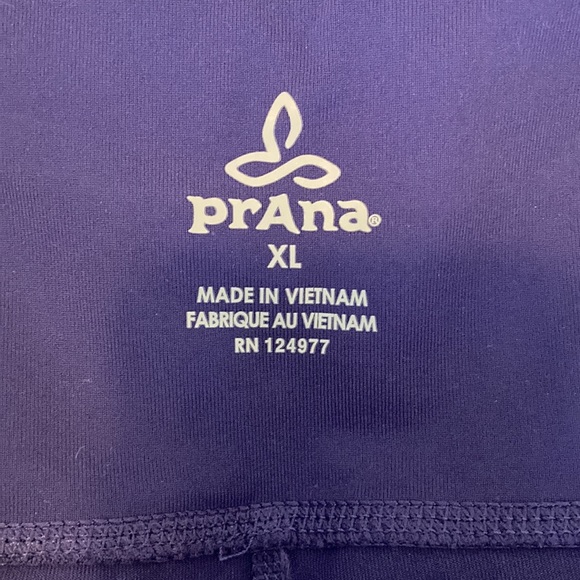 prAna®
XL
MADE IN VIETNAM
FABRIQUE AU VIETNAM
RN 124977